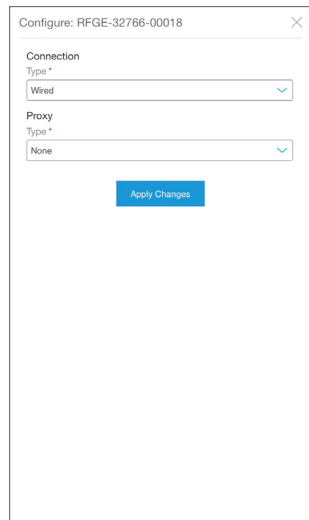 Configure: RFGE-32766-00018
Connection
Type *
Wired
Proxy
Type *
None
Apply Changes